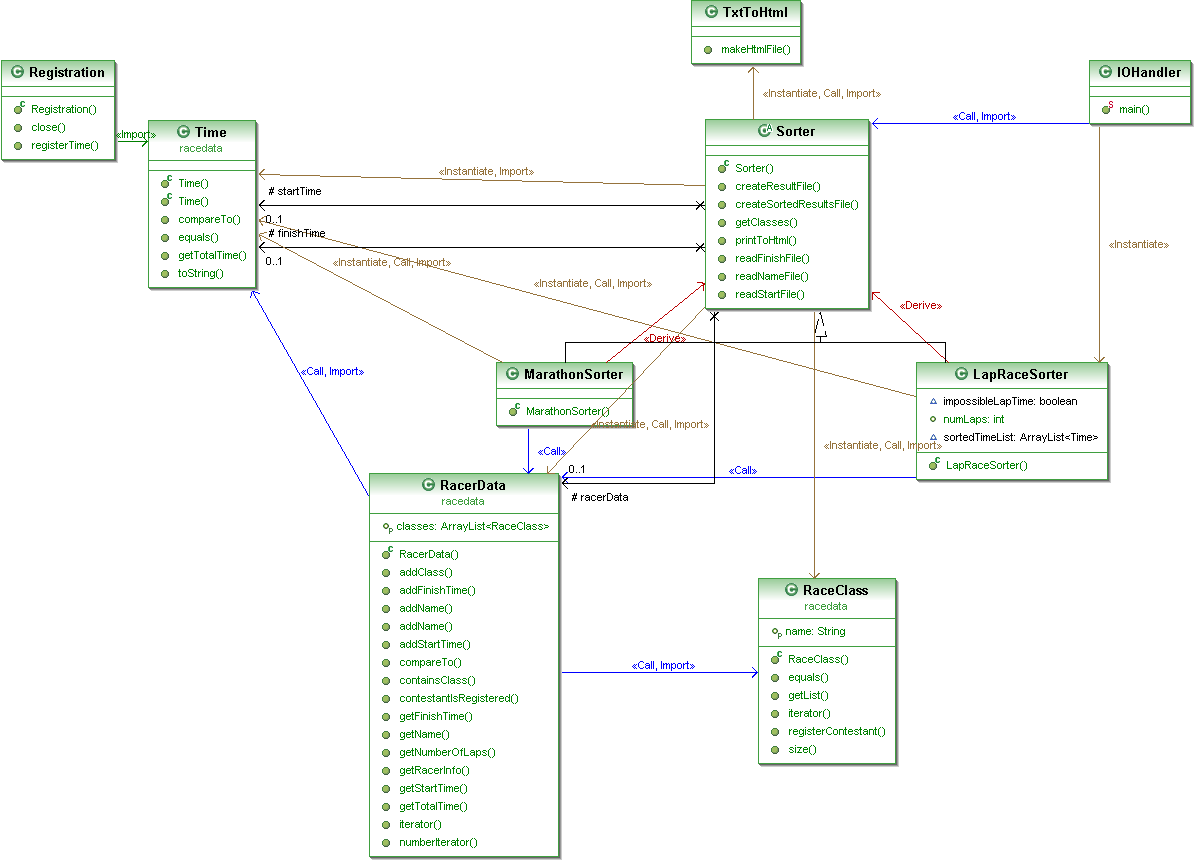 TxtToHtml
makeHtmlFile()
Registration
Registration()
close()
registerTime()
IOHandler
main()
«Instantiate, Call, Import»
«Call, Import»
«Import»
Time
racedata
Time()
Time()
compareTo()
equals()
getTotalTime()
toString()
Sorter
Sorter()
createResultFile()
createSortedResultsFile()
getClasses()
printToHtml()
readFinishFile()
readNameFile()
readStartFile()
«Instantiate, Import»
# startTime
0..1
# finishTime
0..1
«Instantiate, Call, Import»
«Instantiate, Call, Import»
«Instantiate»
«Derive»
«Derive»
«Call, Import»
MarathonSorter
MarathonSorter()
LapRaceSorter
impossibleLapTime: boolean
numLaps: int
sortedTimeList: ArrayList<Time>
LapRaceSorter()
«Instantiate, Call, Import»
«Instantiate, Call, Import»
«Call»
0..1
«Call»
# racerData
RacerData
racedata
classes: ArrayList<RaceClass>
RacerData()
addClass()
addFinishTime()
addName()
addName()
addStartTime()
compareTo()
containsClass()
contestantIsRegistered()
getFinishTime()
getName()
getNumberOfLaps()
getRacerInfo()
getStartTime()
getTotalTime()
iterator()
numberIterator()
«Call, Import»
RaceClass
racedata
name: String
RaceClass()
equals()
getList()
iterator()
registerContestant()
size()